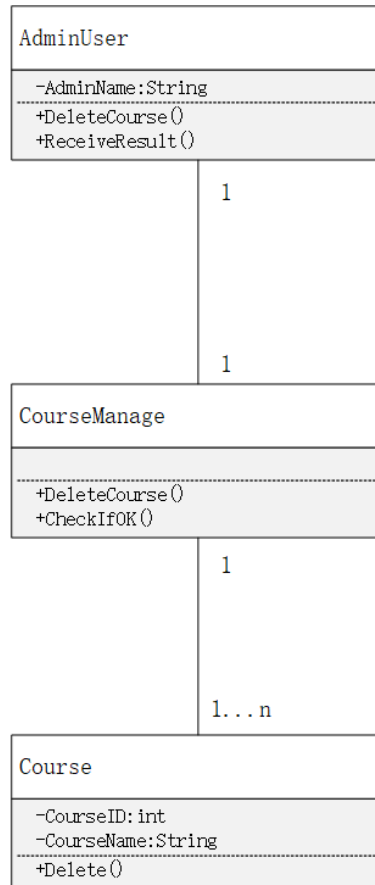 AdminUser
-AdminName:String
+DeleteCourse()
+ReceiveResult()
1
1
CourseManage
+DeleteCourse()
+CheckIfOK()
1
1...n
Course
-CourseID:int
-CourseName:String
+Delete()